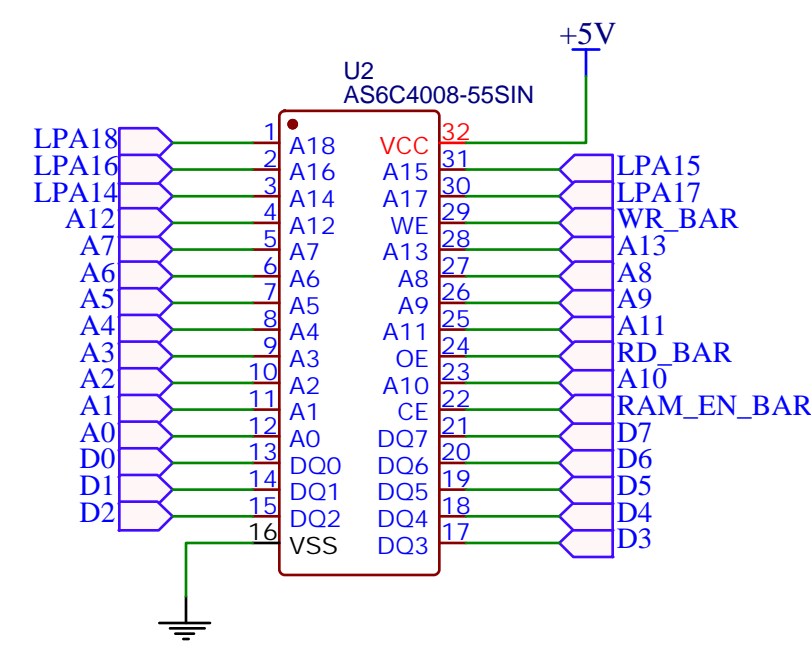 +5V
U2
AS6C4008-55SIN
LPA18 1 A18 VCC 32
LPA16 2 A16 A15 31 LPA15
LPA14 3 A14 A17 30 LPA17
A12 4 A12 WE 29 WR_BAR
A7 5 A7 A13 28 A13
A6 6 A6 A8 27 A8
A5 7 A5 A9 26 A9
A4 8 A4 A11 25 A11
A3 9 A3 OE 24 RD_BAR
A2 10 A2 A10 23 A10
A1 11 A1 CE 22 RAM_EN_BAR
A0 12 A0 DQ7 21 D7
D0 13 DQ0 DQ6 20 D6
D1 14 DQ1 DQ5 19 D5
D2 15 DQ2 DQ4 18 D4
16 VSS DQ3 17 D3